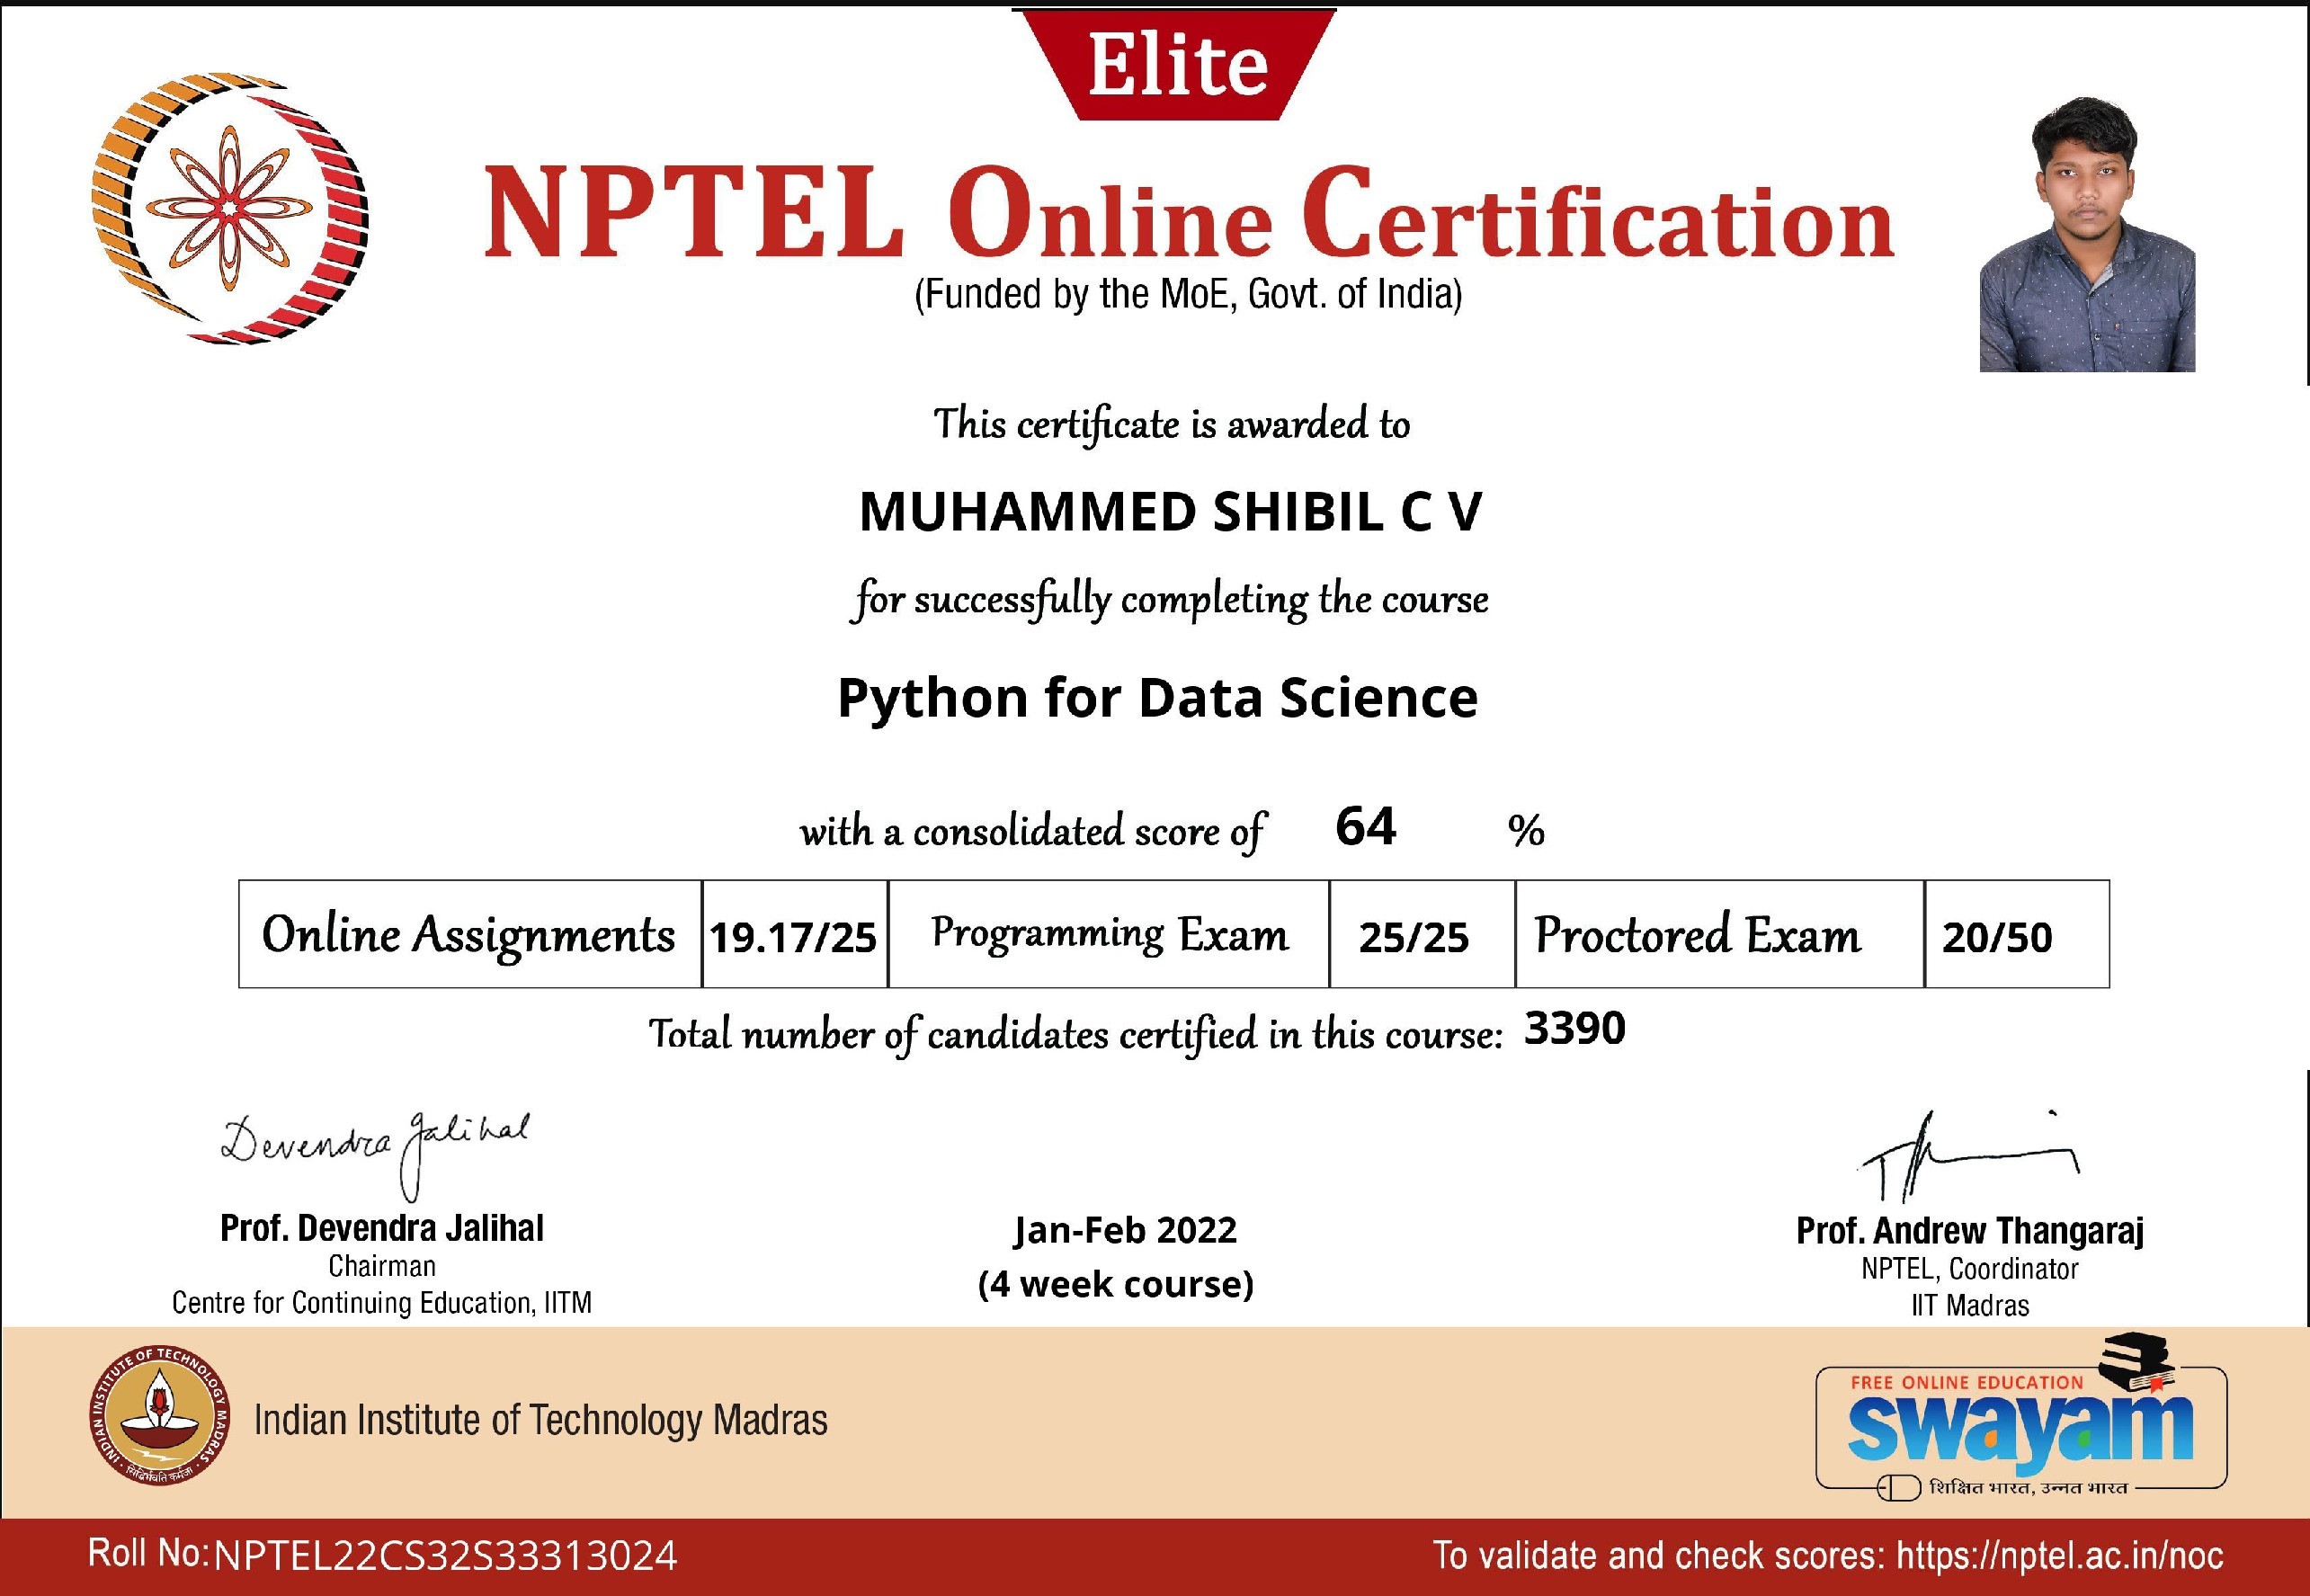 Elite
NPTEL Online Certification
(Funded by the MoE, Govt. of India)
This certificate is awarded to
MUHAMMED SHIBIL C V
for successfully completing the course
Python for Data Science
with a consolidated score of 64 %
Online Assignments 19.17/25 Programming Exam 25/25 Proctored Exam 20/50
Total number of candidates certified in this course: 3390
Devendra Jalihal
Prof. Devendra Jalihal
Chairman
Centre for Continuing Education, IITM
Jan-Feb 2022
(4 week course)
Prof. Andrew Thangaraj
NPTEL, Coordinator
IIT Madras
INDIAN INSTITUTE OF TECHNOLOGY MADRAS
सिद्धिर्भवति कर्मजा
Indian Institute of Technology Madras
FREE ONLINE EDUCATION
swayam
शिक्षित भारत, उन्नत भारत
Roll No:NPTEL22CS32S33313024
To validate and check scores: https://nptel.ac.in/noc